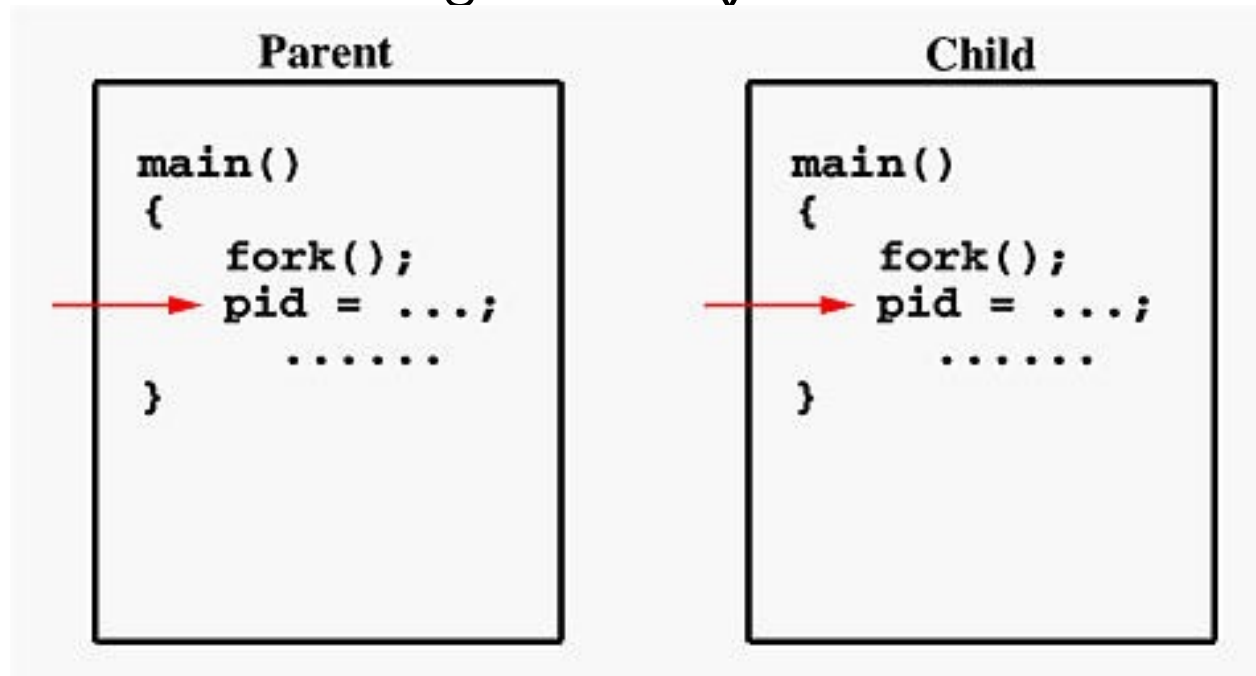 Parent
main()
{
fork();
pid = ...;
......
}
Child
main()
{
fork();
pid = ...;
......
}